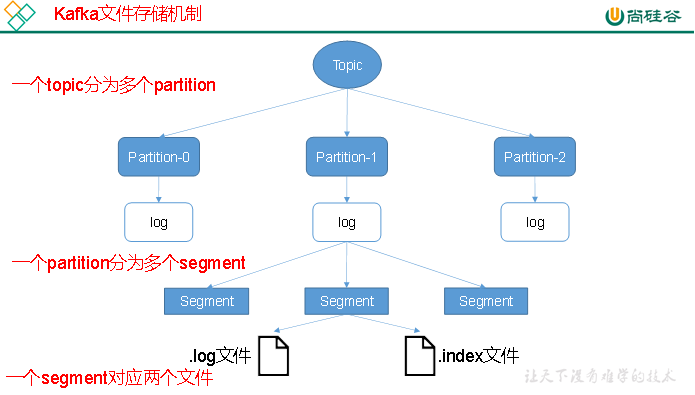 Kafka文件存储机制
尚硅谷
Topic
一个topic分为多个partition
Partition-0
Partition-1
Partition-2
log
log
log
一个partition分为多个segment
Segment
Segment
Segment
.log文件
.index文件
一个segment对应两个文件
让天下没有难学的技术